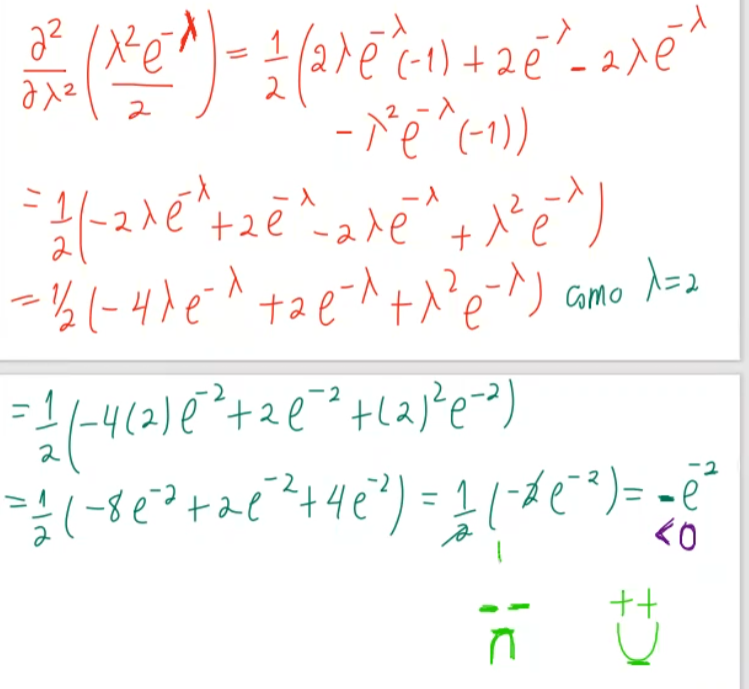 ∂²/∂λ² (λ²e^-λ/2) = 1/2 (2λe^-λ(-1) + 2e^-λ - 2λe^-λ
- λ²e^-λ(-1))
= 1/2 (-2λe^-λ + 2e^-λ - 2λe^-λ + λ²e^-λ)
= 1/2 (-4λe^-λ + 2e^-λ + λ²e^-λ) como λ=2
= 1/2 (-4(2)e^-2 + 2e^-2 + (2)²e^-2)
= 1/2 (-8e^-2 + 2e^-2 + 4e^-2) = 1/2 (-2e^-2) = -e^-2
1 <0
-- ++
∩ ∪